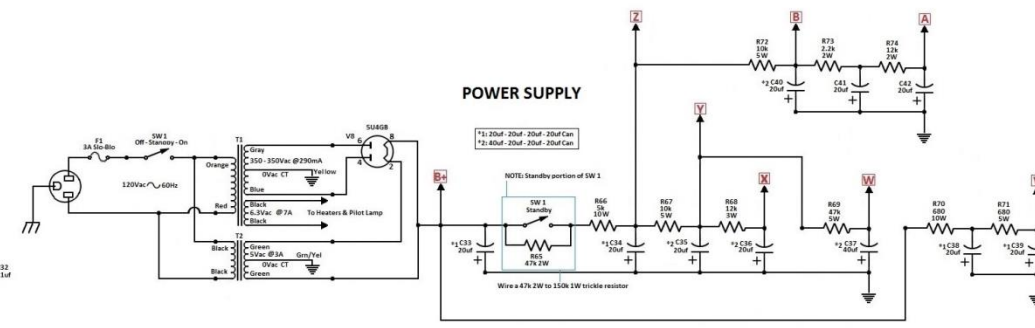 POWER SUPPLY
*1: 20uf - 20uf - 20uf - 20uf Can
*2: 40uf - 20uf - 20uf - 20uf Can
F1
3A Slo-Blo
SW1
Off - Standby - On
120Vac 60Hz
T1
Orange
Red
Gray
350 - 350Vac @290mA
0Vac CT
Yellow
Blue
Black
6.3Vac @7A
To Heaters & Pilot Lamp
Black
T2
Black
Black
Green
5Vac @3A
Grn/Yel
0Vac CT
Green
5U4GB
V8
6
8
4
2
B+
NOTE: Standby portion of SW 1
SW 1
Standby
R65
47k 2W
Wire a 47k 2W to 150k 1W trickle resistor
*1 C33
20uf
R66
5k
10W
*1 C34
20uf
R67
10k
5W
*2 C35
20uf
R68
12k
3W
*2 C36
20uf
R69
47k
5W
*2 C37
40uf
R70
680
10W
*1 C38
20uf
R71
680
5W
*1 C39
20uf
Z
Y
X
W
B
A
R72
10k
5W
*2 C40
20uf
R73
2.2k
2W
C41
20uf
R74
12k
2W
C42
20uf
32
1uf